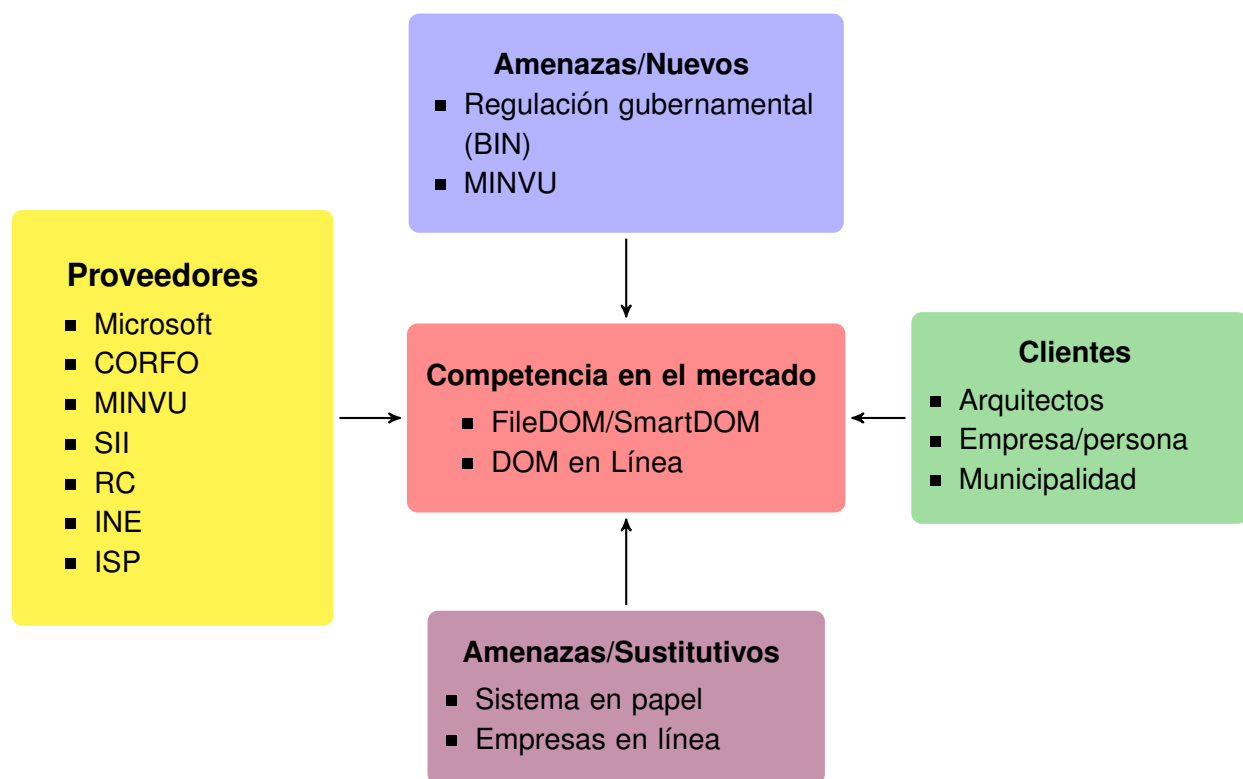 Amenazas/Nuevos
Regulación gubernamental
(BIN)
MINVU
Proveedores
Microsoft
CORFO
MINVU
SII
RC
INE
ISP
Competencia en el mercado
FileDOM/SmartDOM
DOM en Línea
Clientes
Arquitectos
Empresa/persona
Municipalidad
Amenazas/Sustitutivos
Sistema en papel
Empresas en línea